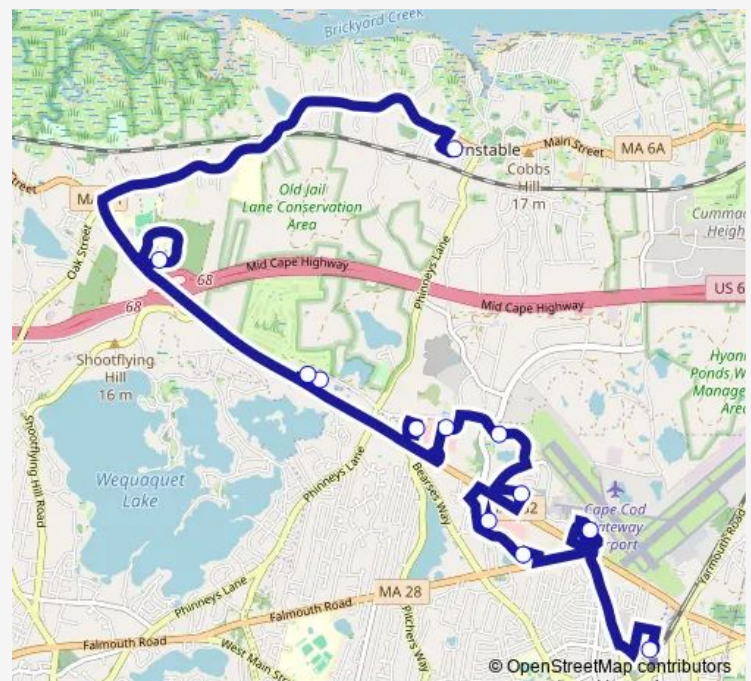 Brickyard Creek
nstable
Main Street
MA 6A
Cobbs
Hill
17 m
Street
MA
Old Jail
Lane Conservation
Area
Oak Street
68
68
Mid Cape Highway
Phinneys Lane
Mid Cape Highway
US 6
Cummaq
Heigh
Shootflying
Hill
16 m
Hyan
Ponds W
Manage
Area
Shootflying Hill Road
Wequaquet
Lake
Phinneys Lane
Bearses Way
Cape Cod
ateway
rport
Yarmouth Road
MA 28
Phinneys Lane
Falmouth Road
Falmouth Road
West Main Stre
Pitchers Way
© OpenStreetMap contributors